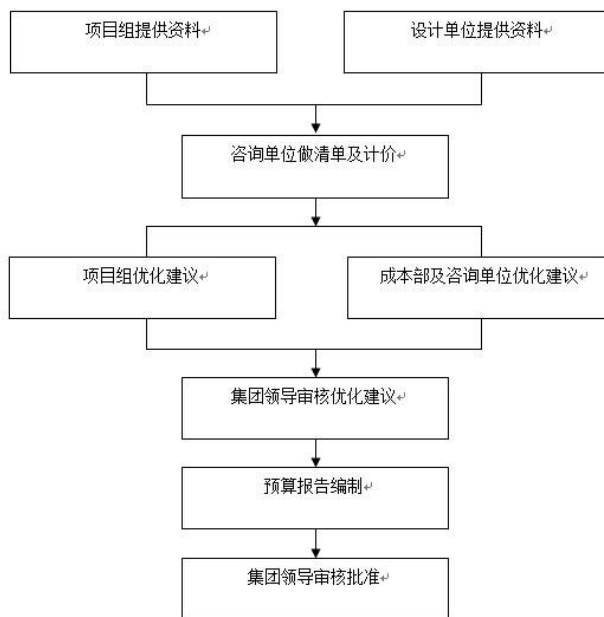 项目组提供资料
设计单位提供资料
咨询单位做清单及计价
项目组优化建议
成本部及咨询单位优化建议
集团领导审核优化建议
预算报告编制
集团领导审核批准